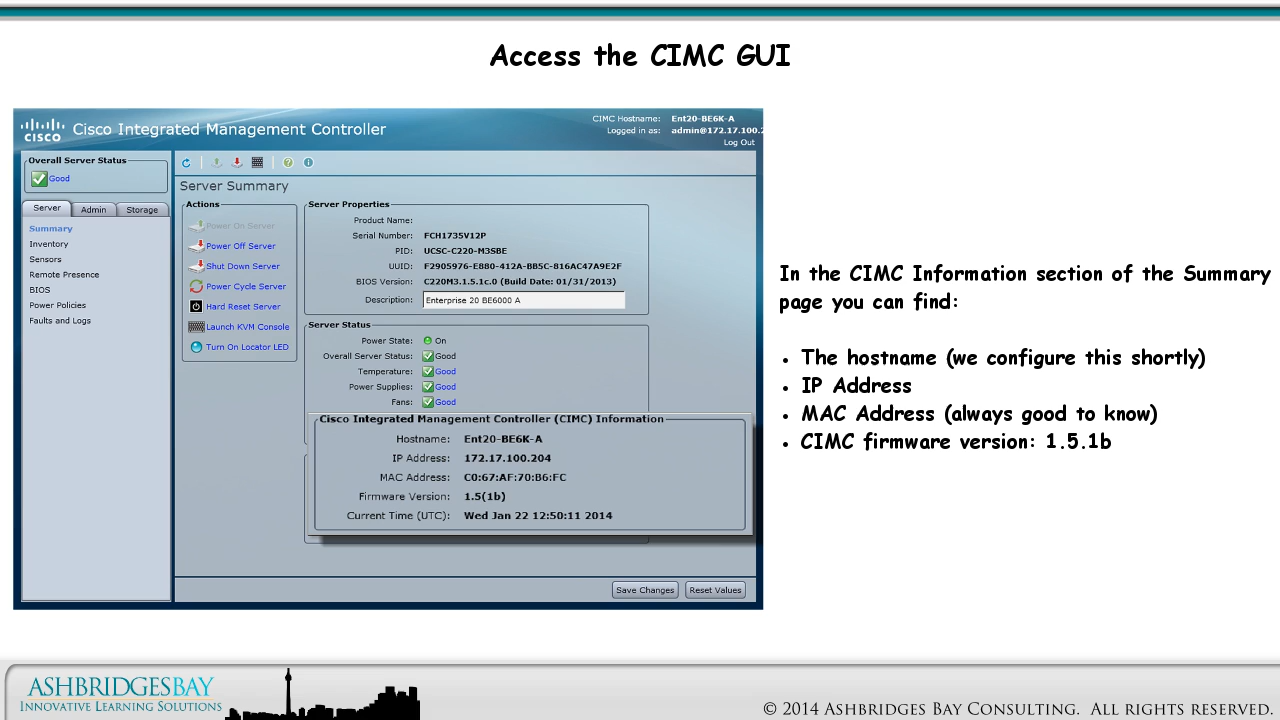 Access the CIMC GUI
CISCO
Cisco Integrated Management Controller
CIMC Hostname: Ent20-BE6K-A
Logged in as: admin@172.17.100.2
Log Out
Overall Server Status
Good
Server Admin Storage
Summary
Inventory
Sensors
Remote Presence
BIOS
Power Policies
Faults and Logs
Server Summary
Actions
Power On Server
Power Off Server
Shut Down Server
Power Cycle Server
Hard Reset Server
Launch KVM Console
Turn On Locator LED
Server Properties
Product Name:
Serial Number: FCH1735V12P
PID: UCSC-C220-M3SBE
UUID: F2905976-E880-412A-BB5C-816AC47A9E2F
BIOS Version: C220M3.1.5.1c.0 (Build Date: 01/31/2013)
Description: Enterprise 20 BE6000 A
Server Status
Power State: On
Overall Server Status: Good
Temperature: Good
Power Supplies: Good
Fans: Good
Cisco Integrated Management Controller (CIMC) Information
Hostname: Ent20-BE6K-A
IP Address: 172.17.100.204
MAC Address: C0:67:AF:70:B6:FC
Firmware Version: 1.5(1b)
Current Time (UTC): Wed Jan 22 12:50:11 2014
Save Changes Reset Values
In the CIMC Information section of the Summary
page you can find:
• The hostname (we configure this shortly)
• IP Address
• MAC Address (always good to know)
• CIMC firmware version: 1.5.1b
ASHBRIDGESBAY
INNOVATIVE LEARNING SOLUTIONS
© 2014 ASHBRIDGES BAY CONSULTING. ALL RIGHTS RESERVED.